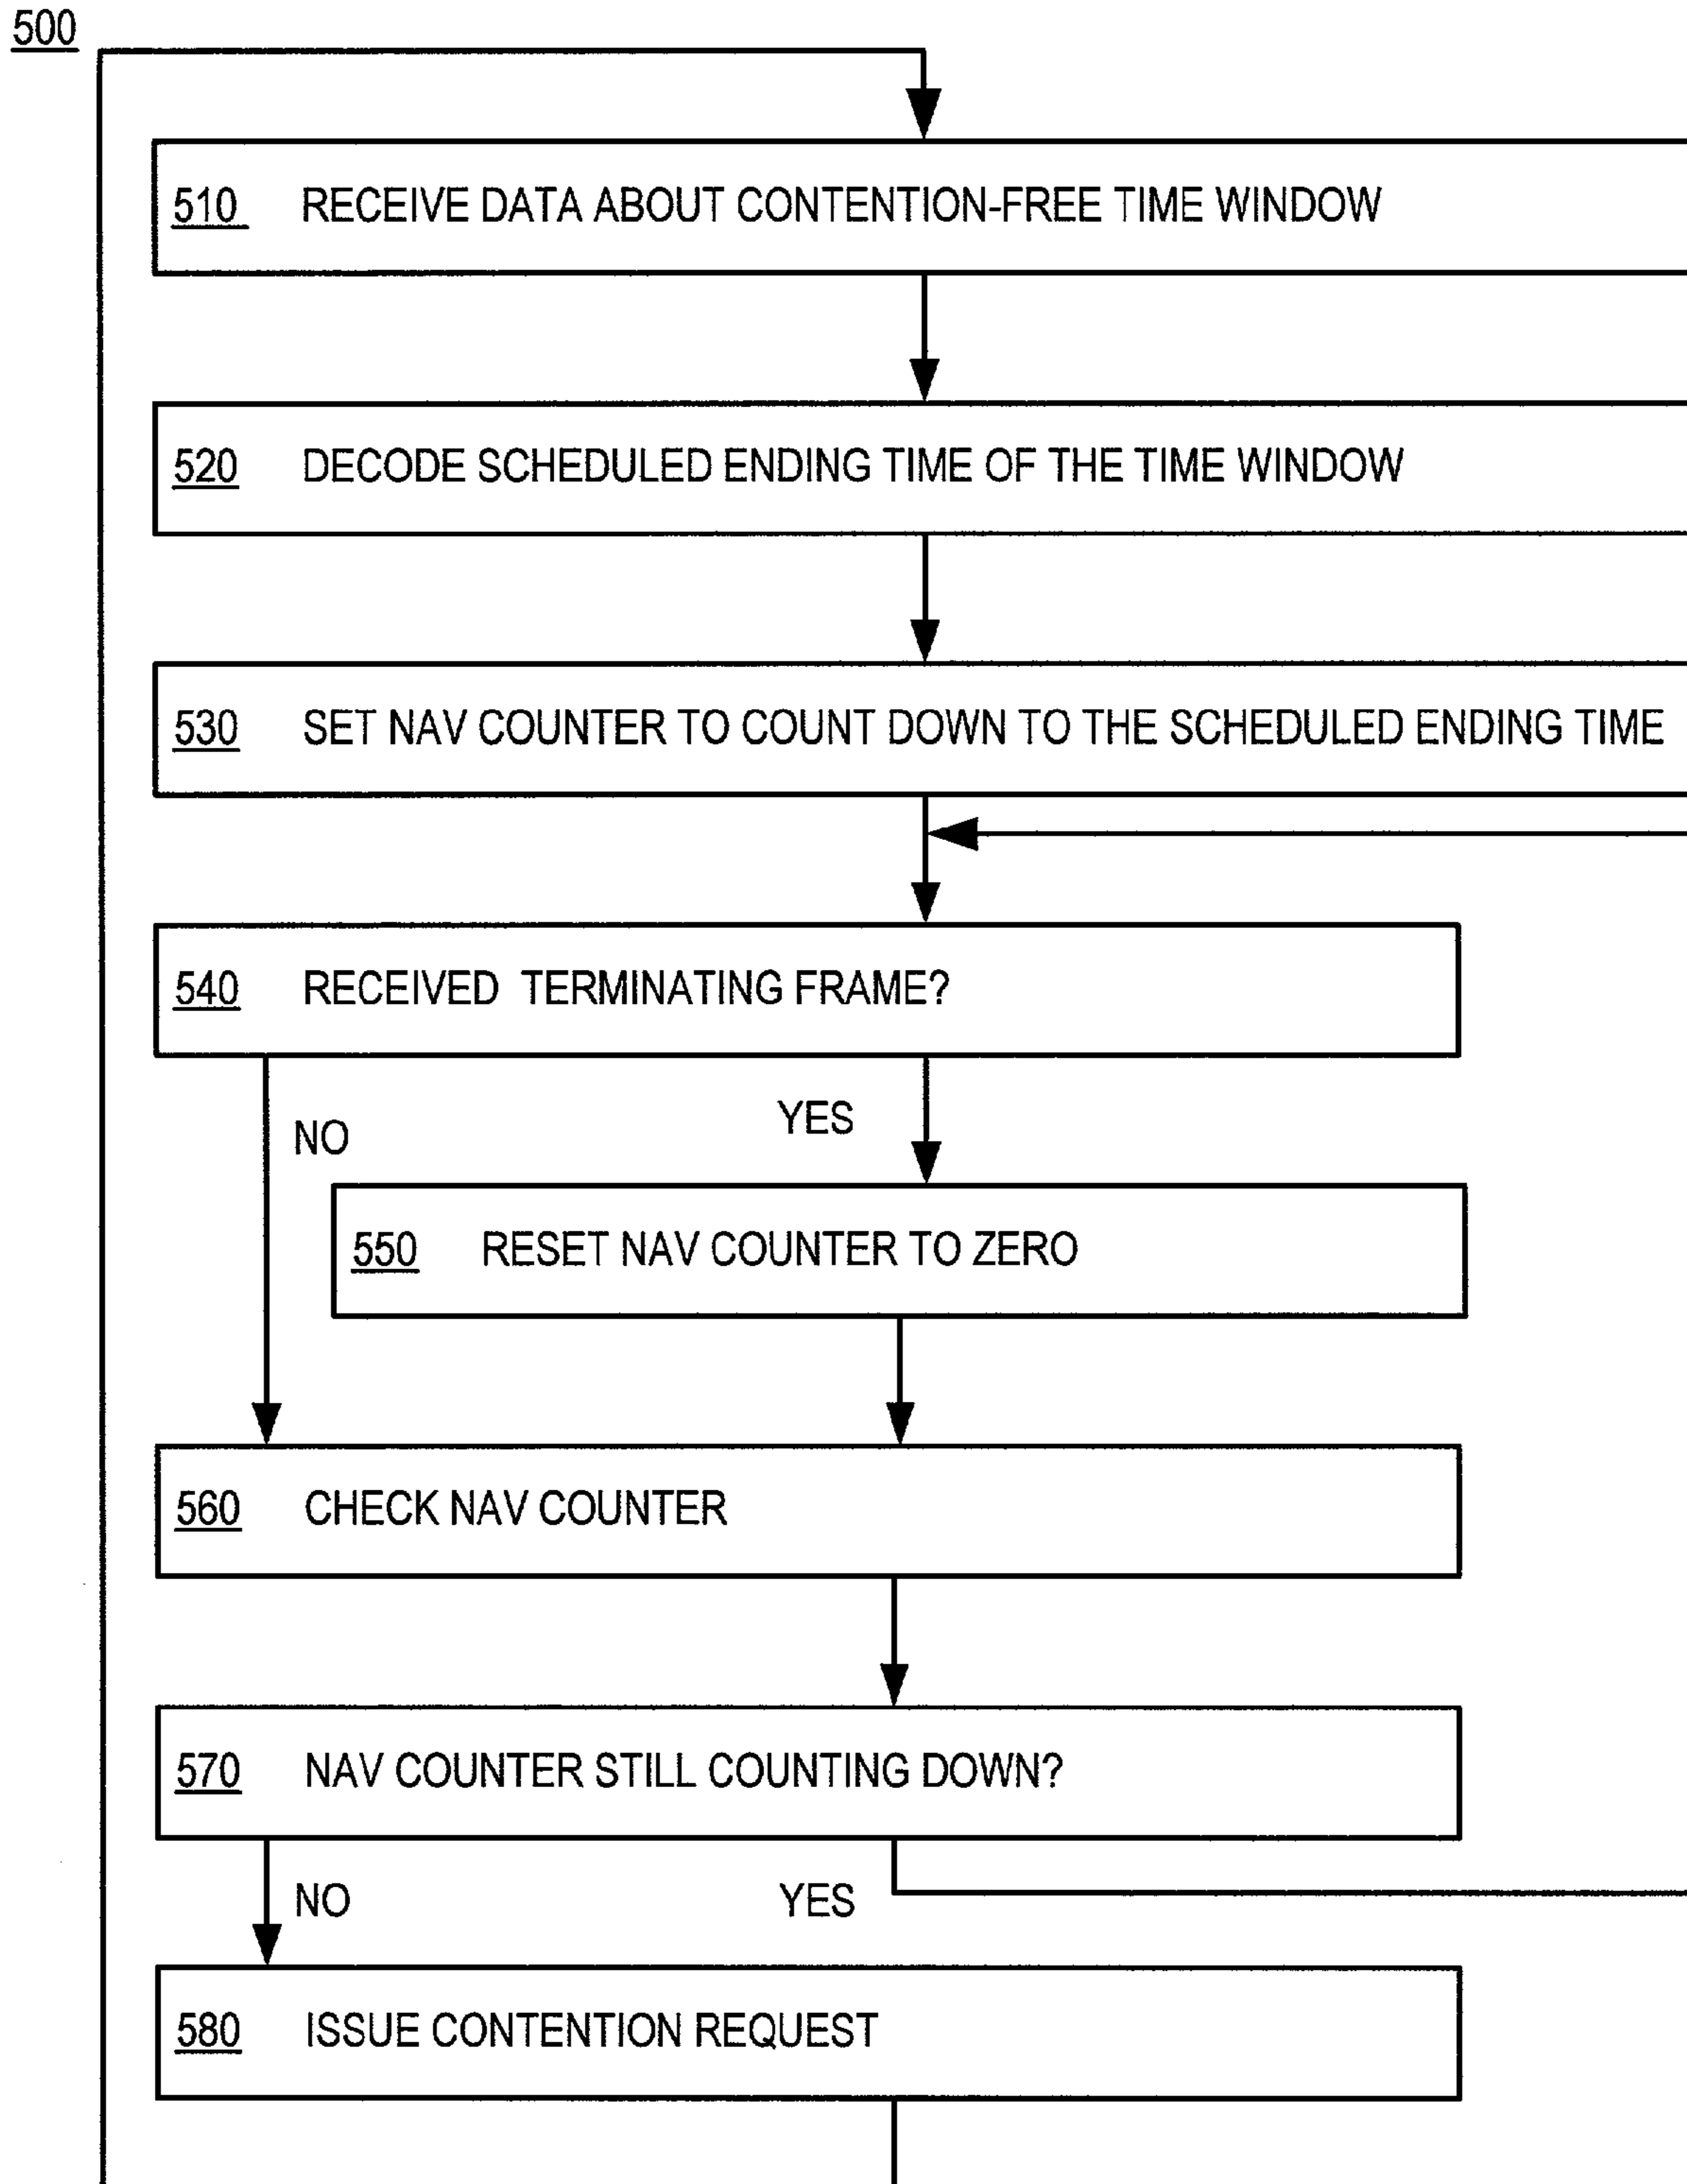 500
510 RECEIVE DATA ABOUT CONTENTION-FREE TIME WINDOW
520 DECODE SCHEDULED ENDING TIME OF THE TIME WINDOW
530 SET NAV COUNTER TO COUNT DOWN TO THE SCHEDULED ENDING TIME
540 RECEIVED TERMINATING FRAME?
YES
NO
550 RESET NAV COUNTER TO ZERO
560 CHECK NAV COUNTER
570 NAV COUNTER STILL COUNTING DOWN?
NO YES
580 ISSUE CONTENTION REQUEST